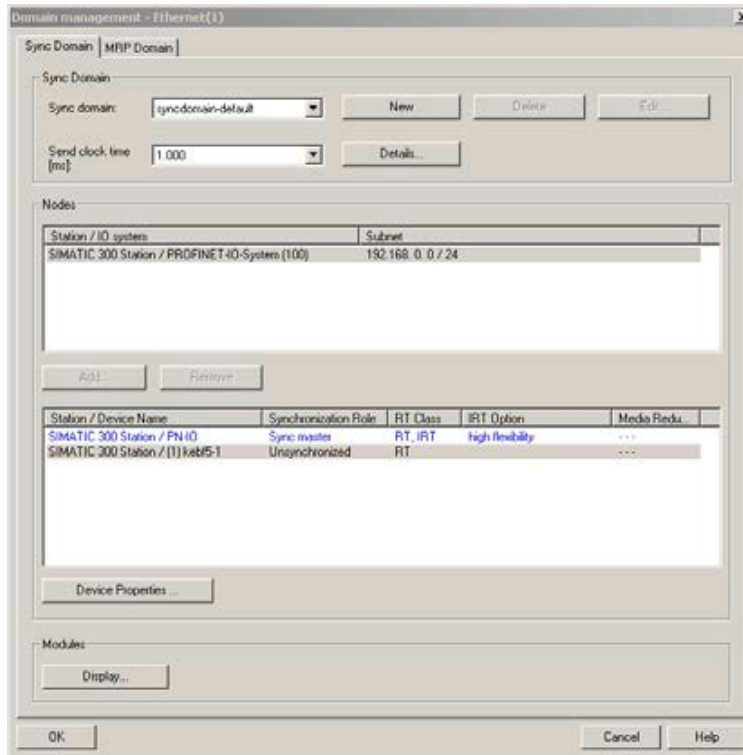 Domain management - Ethernet(1)
Sync Domain MRP Domain
Sync Domain
Sync domain: syncdomain-default New Delete Edit...
Send clock time [ms]: 1.000 Details...
Nodes
Station / IO system Subnet
SIMATIC 300 Station / PROFINET-IO-System (100) 192.168. 0. 0 / 24
Add... Remove
Station / Device Name Synchronization Role RT Class IRT Option Media Redu...
SIMATIC 300 Station / PN-IO Sync master RT, IRT high flexibility - - -
SIMATIC 300 Station / (1) kebf5-1 Unsynchronized RT - - -
Device Properties ...
Modules
Display...
OK Cancel Help